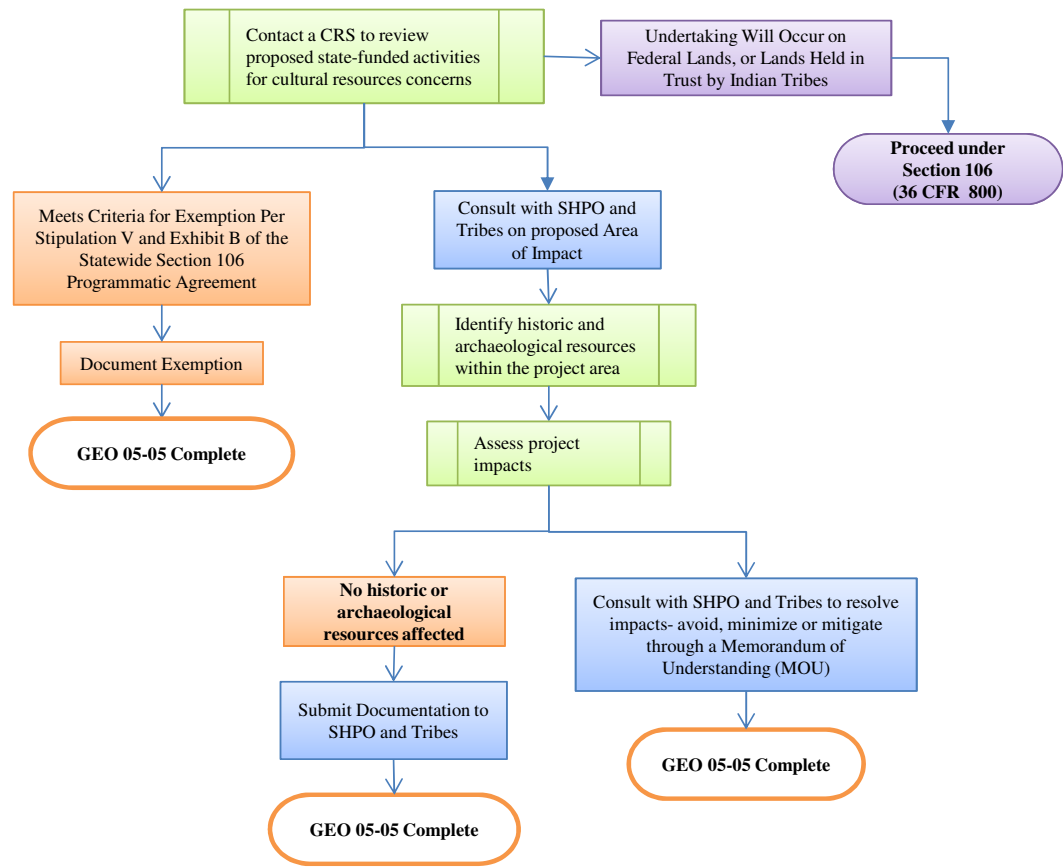 Contact a CRS to review
proposed state-funded activities
for cultural resources concerns
Undertaking Will Occur on
Federal Lands, or Lands Held in
Trust by Indian Tribes
Proceed under
Section 106
(36 CFR 800)
Meets Criteria for Exemption Per
Stipulation V and Exhibit B of the
Statewide Section 106
Programmatic Agreement
Consult with SHPO and
Tribes on proposed Area
of Impact
Identify historic and
archaeological resources
within the project area
Document Exemption
GEO 05-05 Complete
Assess project
impacts
No historic or
archaeological
resources affected
Consult with SHPO and Tribes to resolve
impacts- avoid, minimize or mitigate
through a Memorandum of
Understanding (MOU)
Submit Documentation to
SHPO and Tribes
GEO 05-05 Complete
GEO 05-05 Complete